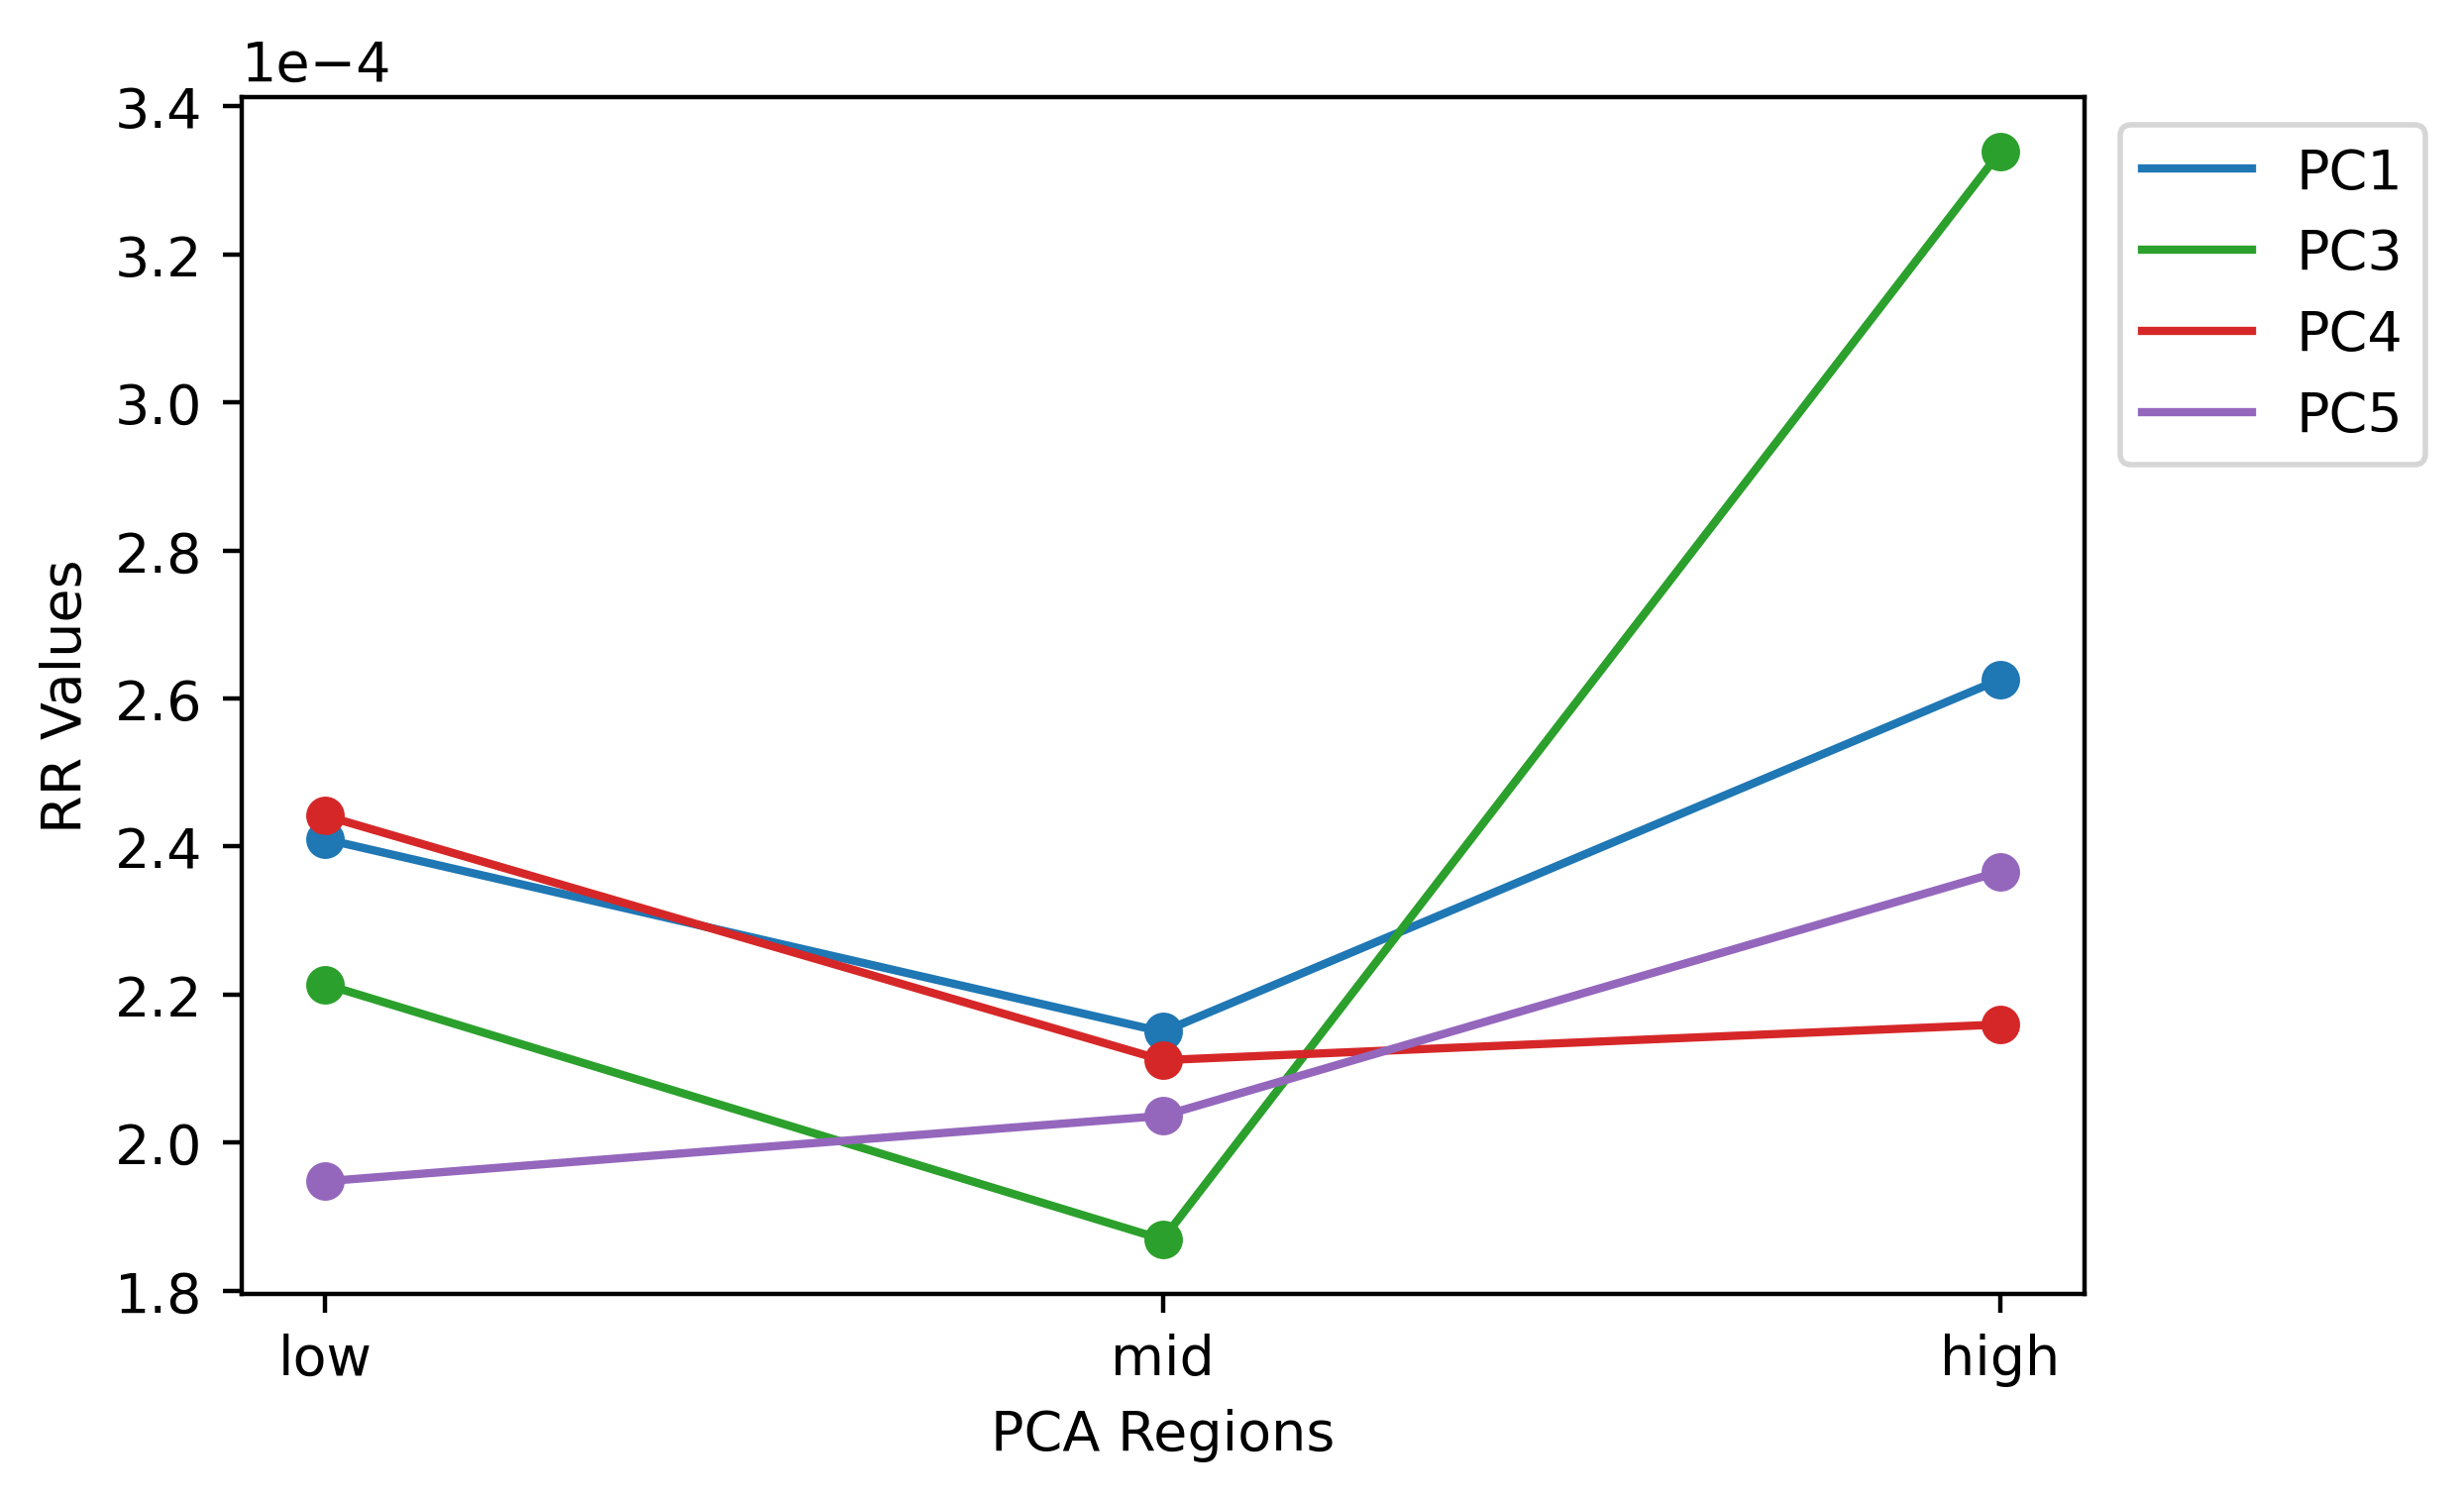 1e−4
3.4
3.2
3.0
2.8
2.6
2.4
2.2
2.0
1.8
RR Values
low mid high
PCA Regions
PC1
PC3
PC4
PC5